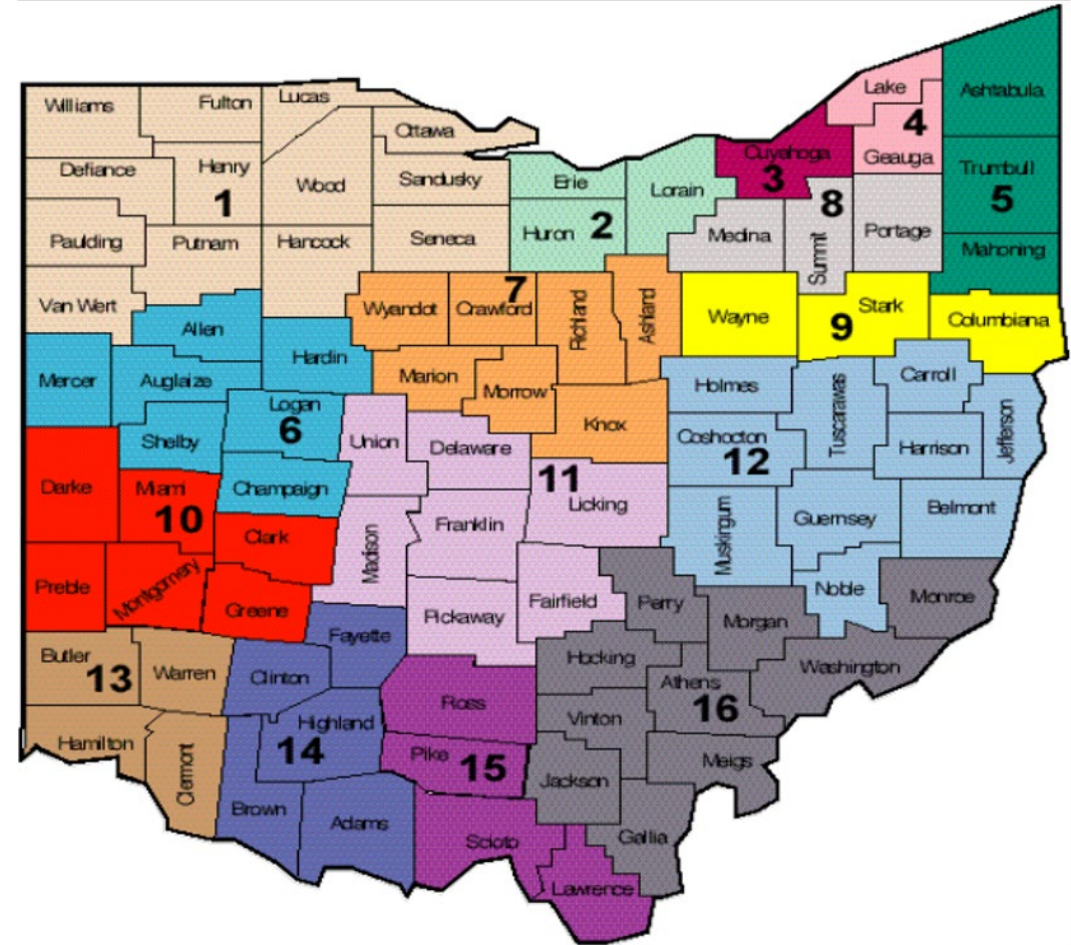 Williams
Fulton
Lucas
Ottawa
Lake
Ashtabula
4
Defiance
Henry
Wood
Sandusky
Erie
Lorain
Cuyahoga
3
Geauga
Trumbull
5
1
2
8
Paulding
Putnam
Hancock
Seneca
Huron
Medina
Summit
Portage
Mahoning
Van Wert
Allen
Wyandot
7
Crawford
Richland
Ashland
Wayne
9
Stark
Columbiana
Mercer
Auglaize
Hardin
Marion
Morrow
Holmes
Tuscarawas
Carroll
Jefferson
Logan
6
Shelby
Union
Delaware
Knox
Coshocton
12
Harrison
Darke
Miami
10
Champaign
11
Licking
Muskingum
Guernsey
Belmont
Clark
Madison
Franklin
Preble
Montgomery
Greene
Pickaway
Fairfield
Perry
Morgan
Noble
Monroe
Fayette
Butler
13
Warren
Clinton
Ross
Hocking
Athens
16
Washington
Hamilton
Clermont
Highland
14
Pike
15
Vinton
Jackson
Meigs
Brown
Adams
Scioto
Gallia
Lawrence